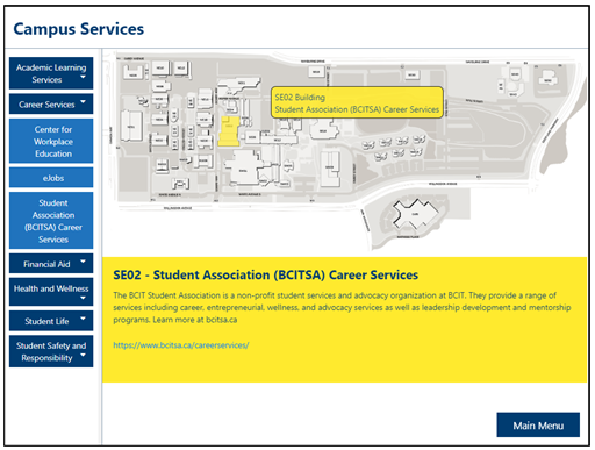 Campus Services
Academic Learning
Services
Career Services
Center for
Workplace
Education
eJobs
Student
Association
(BCITSA) Career
Services
Financial Aid
Health and Wellness
Student Life
Student Safety and
Responsibility
SE02 Building
Student Association (BCITSA) Career Services
SE02 - Student Association (BCITSA) Career Services
The BCIT Student Association is a non-profit student services and advocacy organization at BCIT. They provide a range of
services including career, entrepreneurial, wellness, and advocacy services as well as leadership development and mentorship
programs. Learn more at bcitsa.ca
https://www.bcitsa.ca/careerservices/
Main Menu